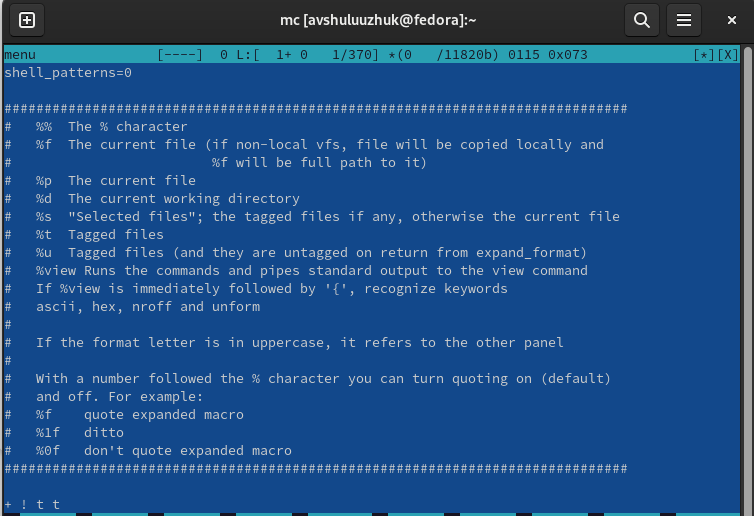 mc [avshuluuzhuk@fedora]:~
menu               [----]  0 L:[  1+ 0   1/370] *(0   /11820b) 0115 0x073             [*][X]
shell_patterns=0
##############################################################################
#   %%  The % character
#   %f  The current file (if non-local vfs, file will be copied locally and
#                         %f will be full path to it)
#   %p  The current file
#   %d  The current working directory
#   %s  "Selected files"; the tagged files if any, otherwise the current file
#   %t  Tagged files
#   %u  Tagged files (and they are untagged on return from expand_format)
#   %view Runs the commands and pipes standard output to the view command
#   If %view is immediately followed by '{', recognize keywords
#   ascii, hex, nroff and unform
#
#   If the format letter is in uppercase, it refers to the other panel
#
#   With a number followed the % character you can turn quoting on (default)
#   and off. For example:
#   %f   quote expanded macro
#   %1f   ditto
#   %0f   don't quote expanded macro
##############################################################################
+ ! t t